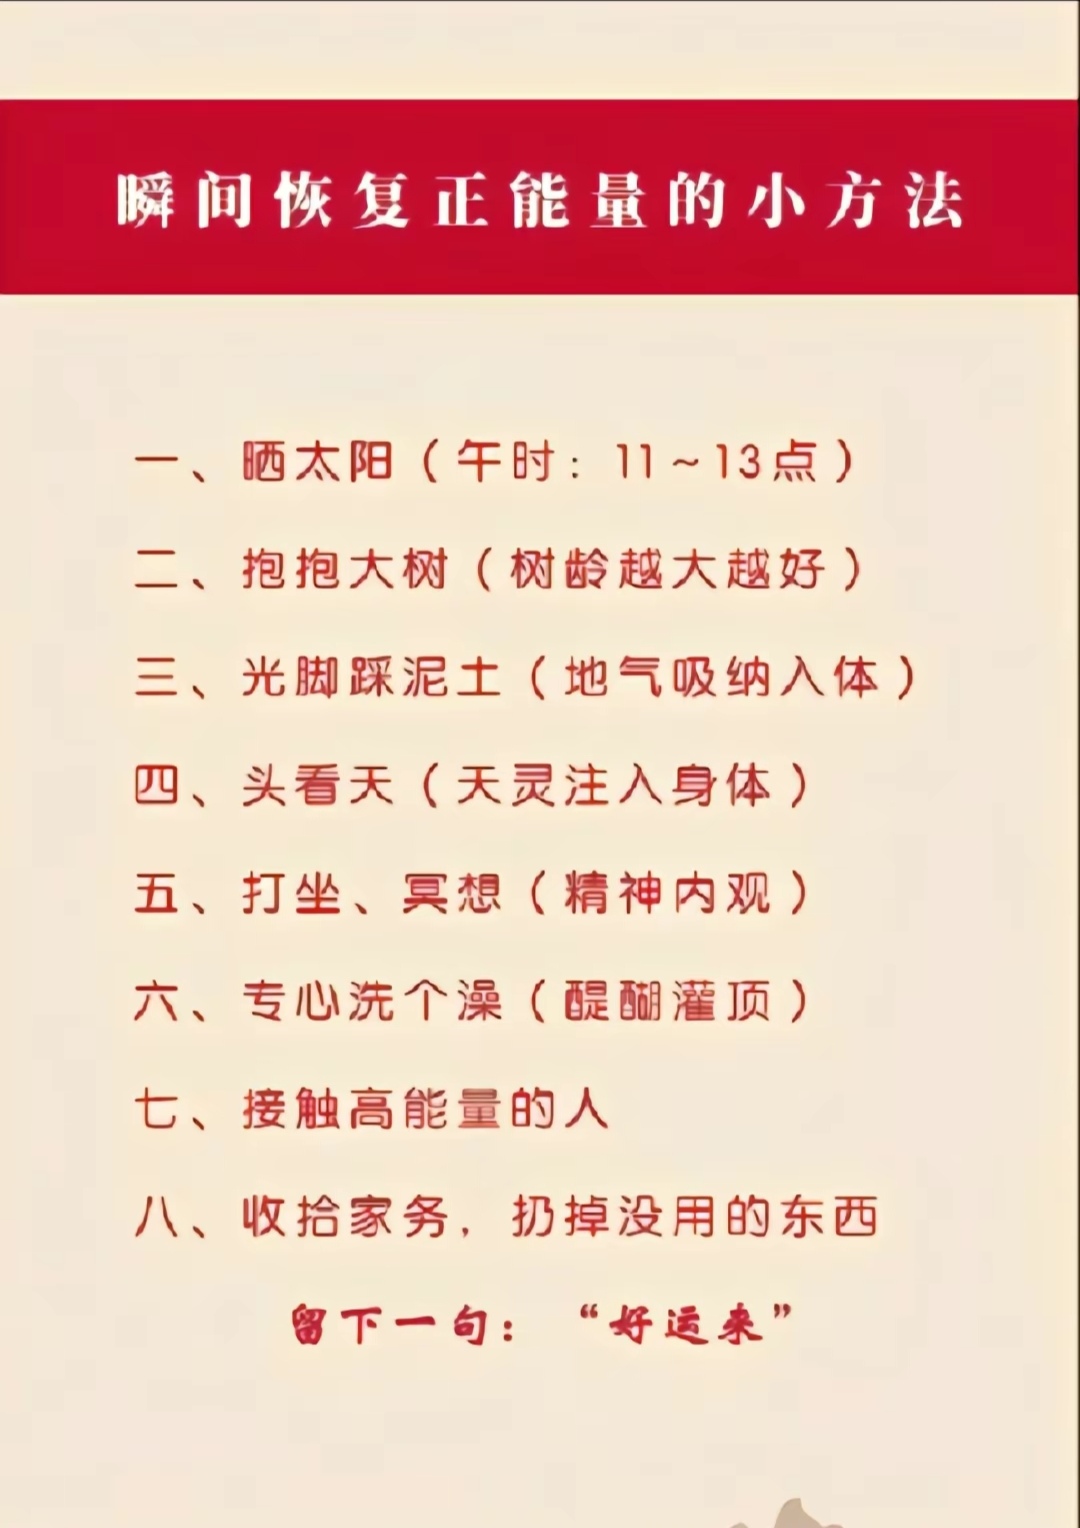 瞬间恢复正能量的小方法
一、晒太阳（午时：11～13点）
二、抱抱大树（树龄越大越好）
三、光脚踩泥土（地气吸纳入体）
四、头看天（天灵注入身体）
五、打坐、冥想（精神内观）
六、专心洗个澡（醍醐灌顶）
七、接触高能量的人
八、收拾家务，扔掉没用的东西
留下一句：“好运来”